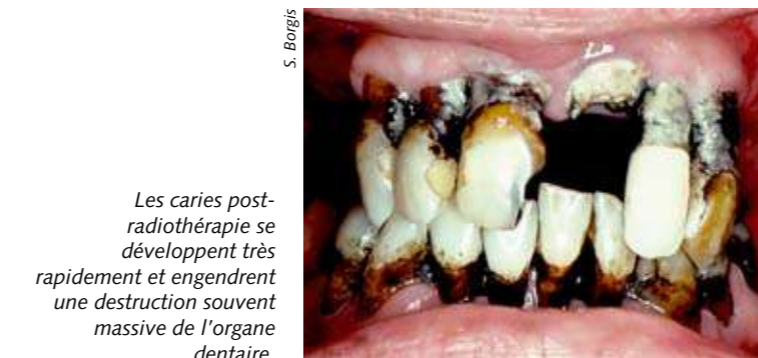 S. Borgis
Les caries post-
radiothérapie se
développent très
rapidement et engendrent
une destruction souvent
massive de l'organe
dentaire.